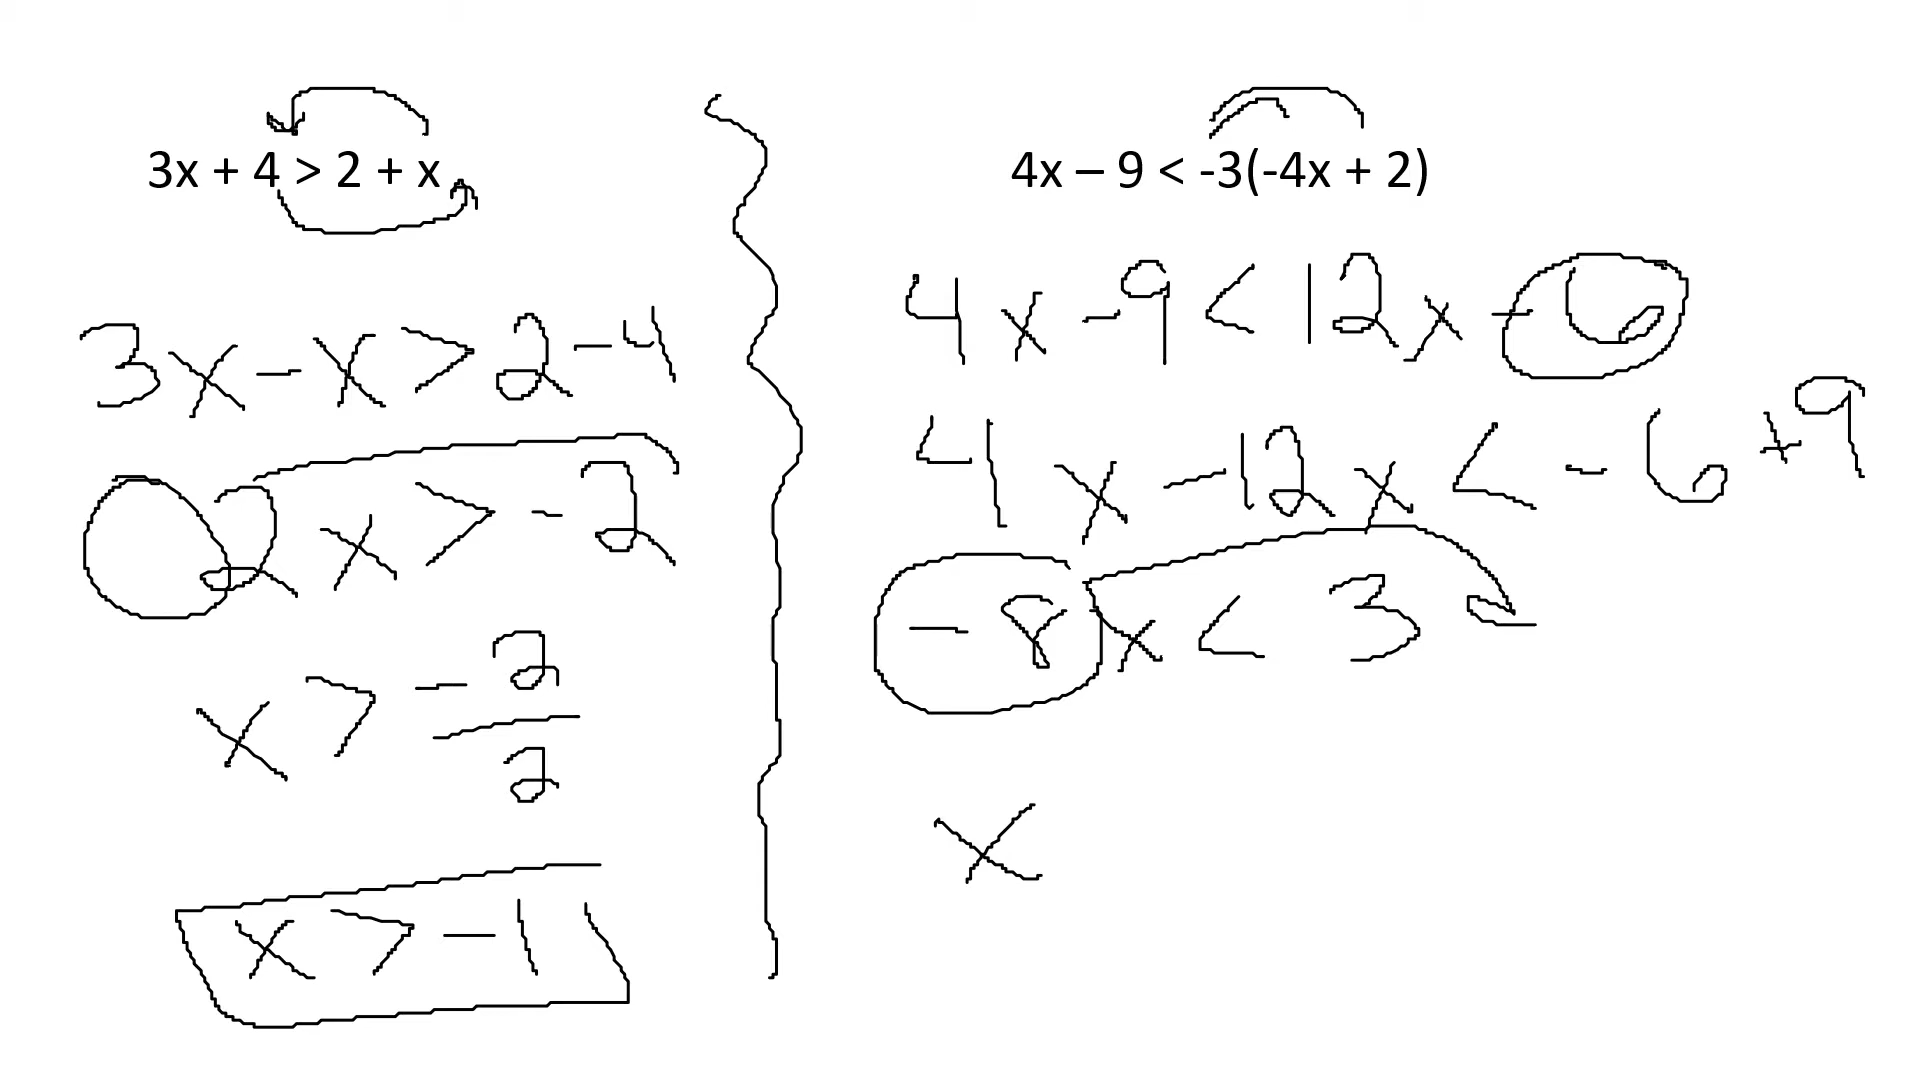 3x + 4 > 2 + x
3x - x > 2 - 4
2x > - 2
x > - 2/2
x > - 1
4x – 9 < -3(-4x + 2)
4x - 9 < 12x - 6
4x - 12x < - 6 + 9
- 8x < 3
x